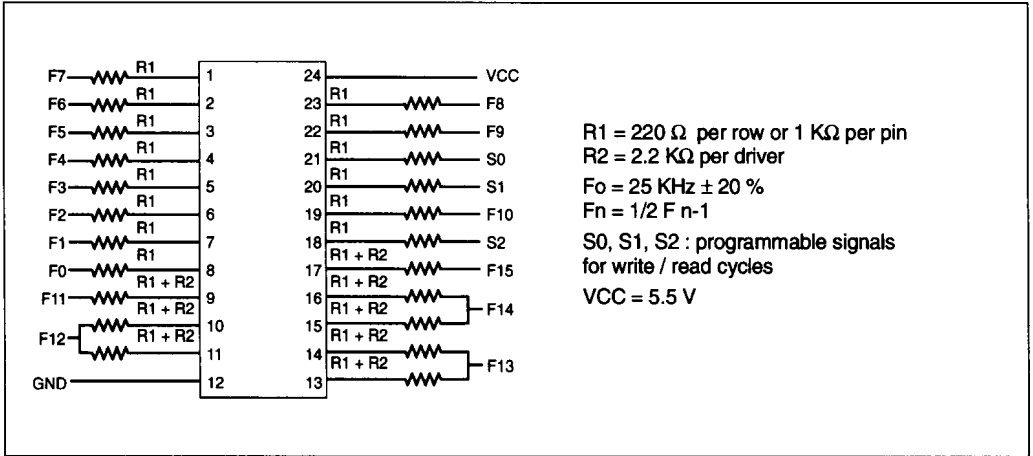 F7 R1 1 24 VCC
F6 R1 2 23 R1 F8
F5 R1 3 22 R1 F9
F4 R1 4 21 R1 S0
F3 R1 5 20 R1 S1
F2 R1 6 19 R1 F10
F1 R1 7 18 R1 S2
F0 R1 8 17 R1 + R2 F15
F11 R1 + R2 9 16 R1 + R2 F14
F12 R1 + R2 10 15 R1 + R2
R1 + R2 11 14 R1 + R2 F13
GND 12 13 R1 + R2
R1 = 220 Ω per row or 1 KΩ per pin
R2 = 2.2 KΩ per driver
Fo = 25 KHz ± 20 %
Fn = 1/2 F n-1
S0, S1, S2 : programmable signals
for write / read cycles
VCC = 5.5 V